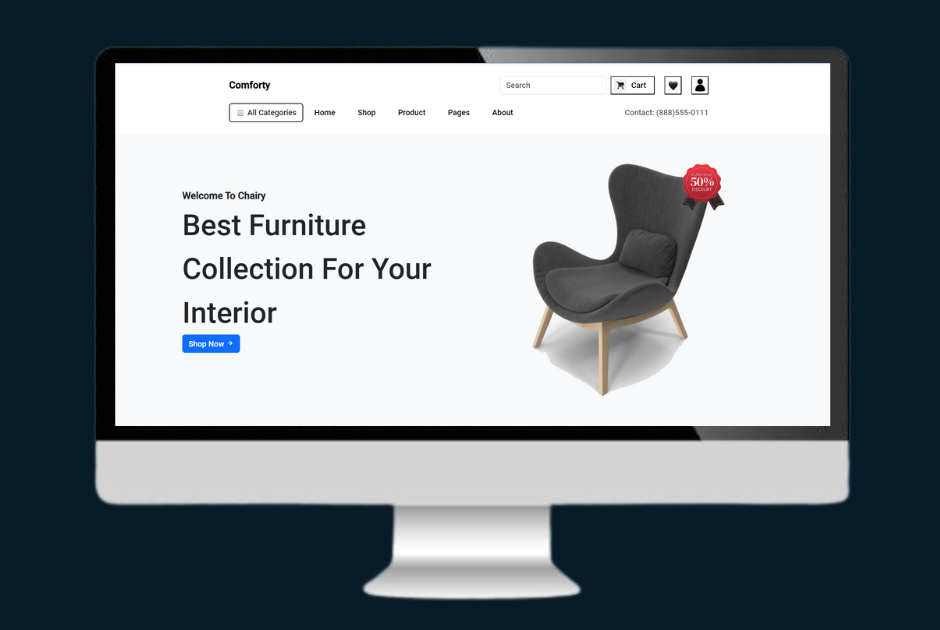 Comforty
Search
Cart
All Categories
Home
Shop
Product
Pages
About
Contact: (888)555-0111
Welcome To Chairy
Best Furniture
Collection For Your
Interior
Shop Now
50%
DISCOUNT